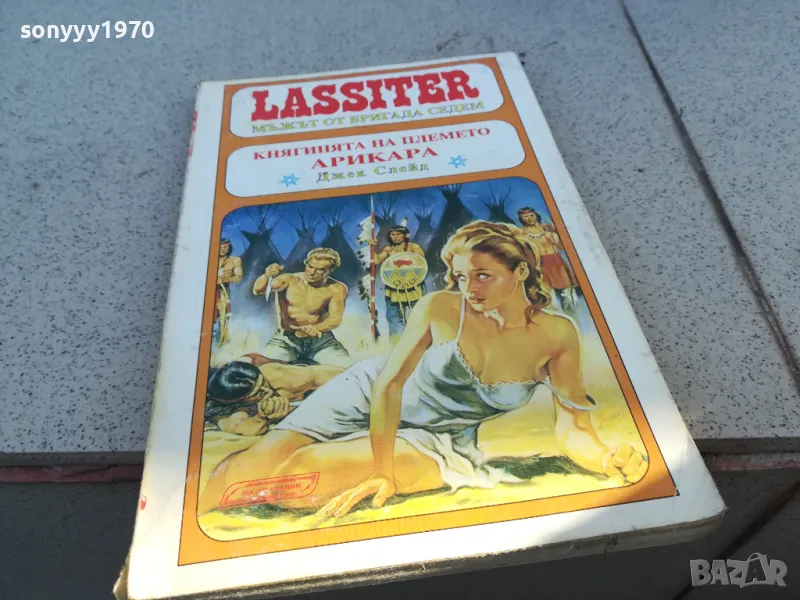 sonyyy1970
LASSITER
МЪЖЪТ ОТ БРИГАДА СЕДЕМ
КНЯГИНЯТА НА ПЛЕМЕТО
АРИКАРА
Джек Слейд
BAZAR